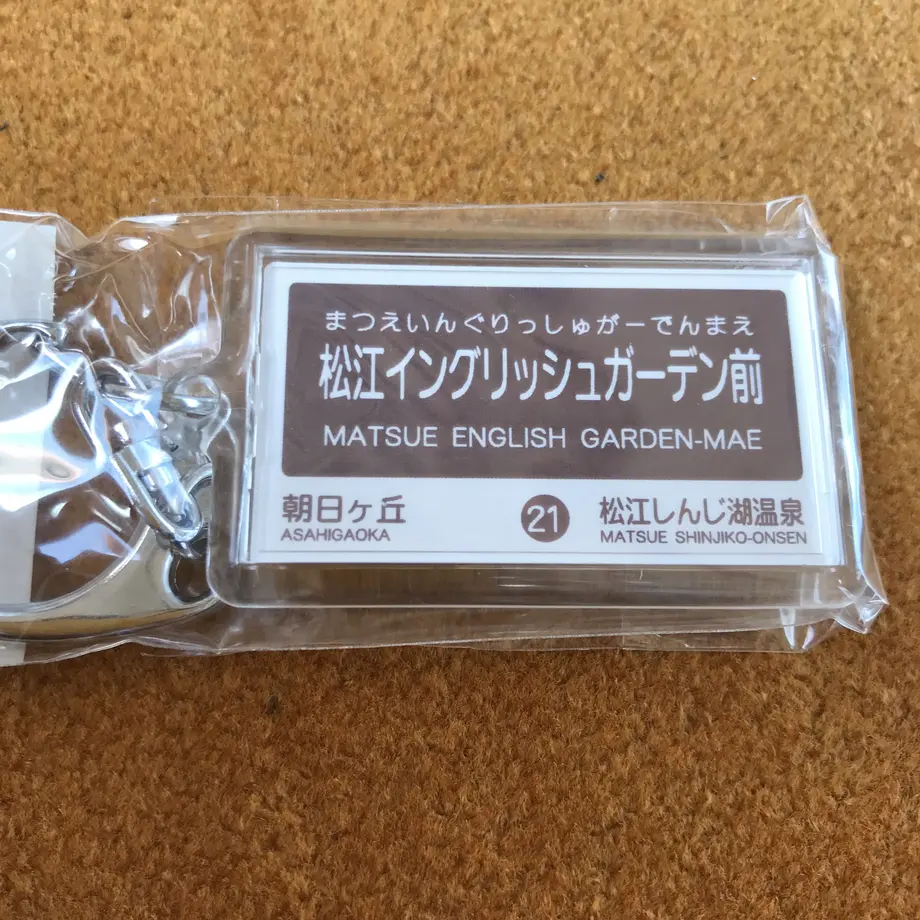 まつえいんぐりっしゅがーでんまえ
松江イングリッシュガーデン前
MATSUE ENGLISH GARDEN-MAE
朝日ヶ丘 21 松江しんじ湖温泉
ASAHIGAOKA MATSUE SHINJIKO-ONSEN